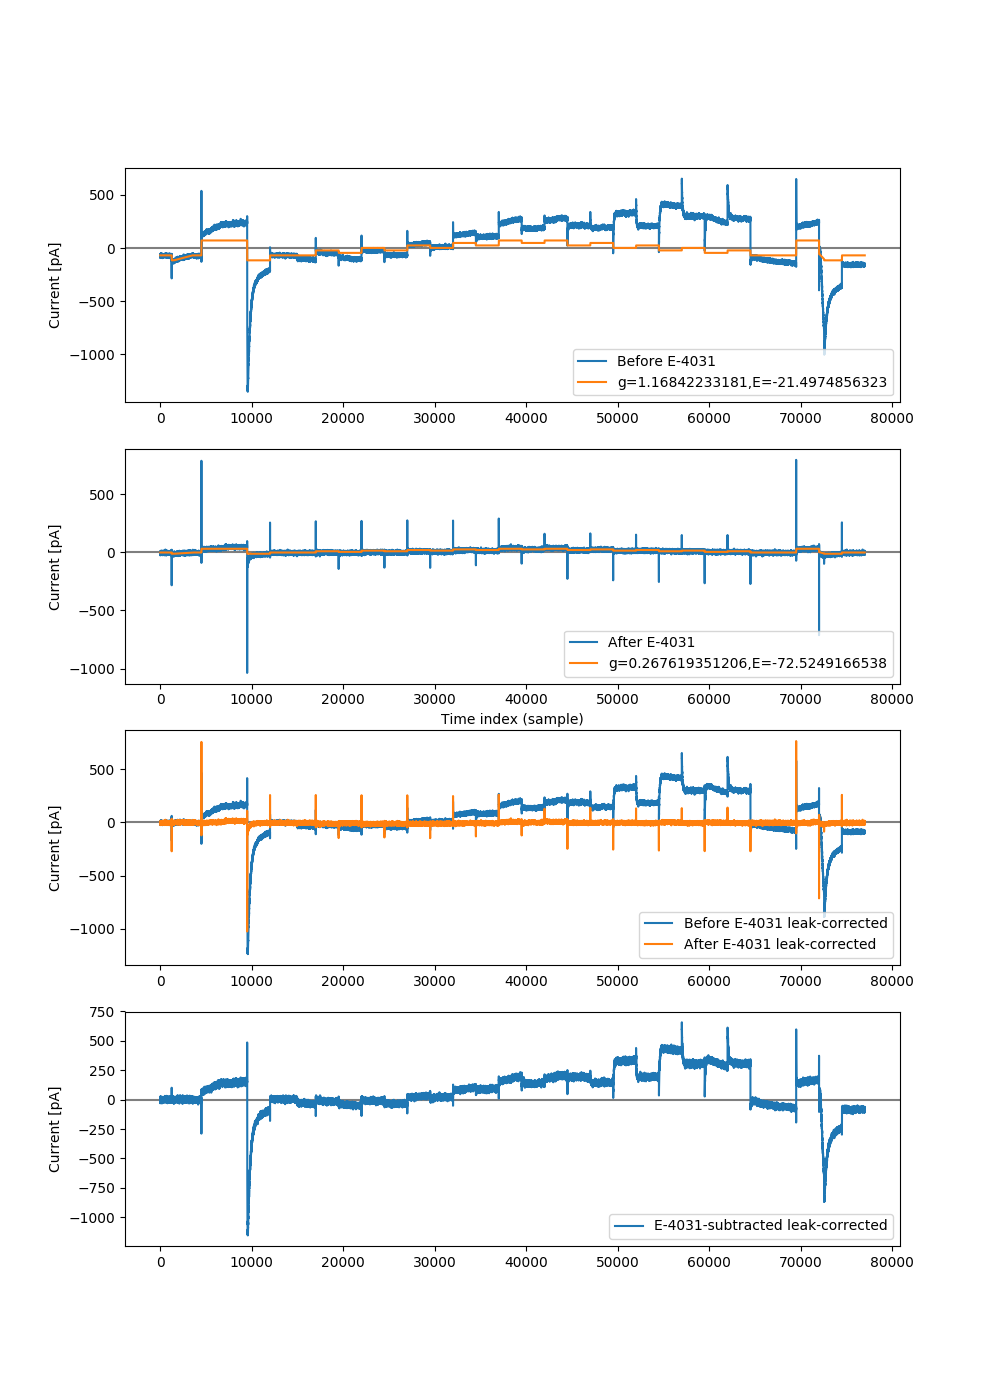 500
0
−500
−1000
Current [pA]
Before E-4031
g=1.16842233181,E=-21.4974856323
0 10000 20000 30000 40000 50000 60000 70000 80000
500
0
−500
−1000
Current [pA]
After E-4031
g=0.267619351206,E=-72.5249166538
0 10000 20000 30000 40000 50000 60000 70000 80000
Time index (sample)
500
0
−500
−1000
Current [pA]
Before E-4031 leak-corrected
After E-4031 leak-corrected
0 10000 20000 30000 40000 50000 60000 70000 80000
750
500
250
0
−250
−500
−750
−1000
Current [pA]
E-4031-subtracted leak-corrected
0 10000 20000 30000 40000 50000 60000 70000 80000